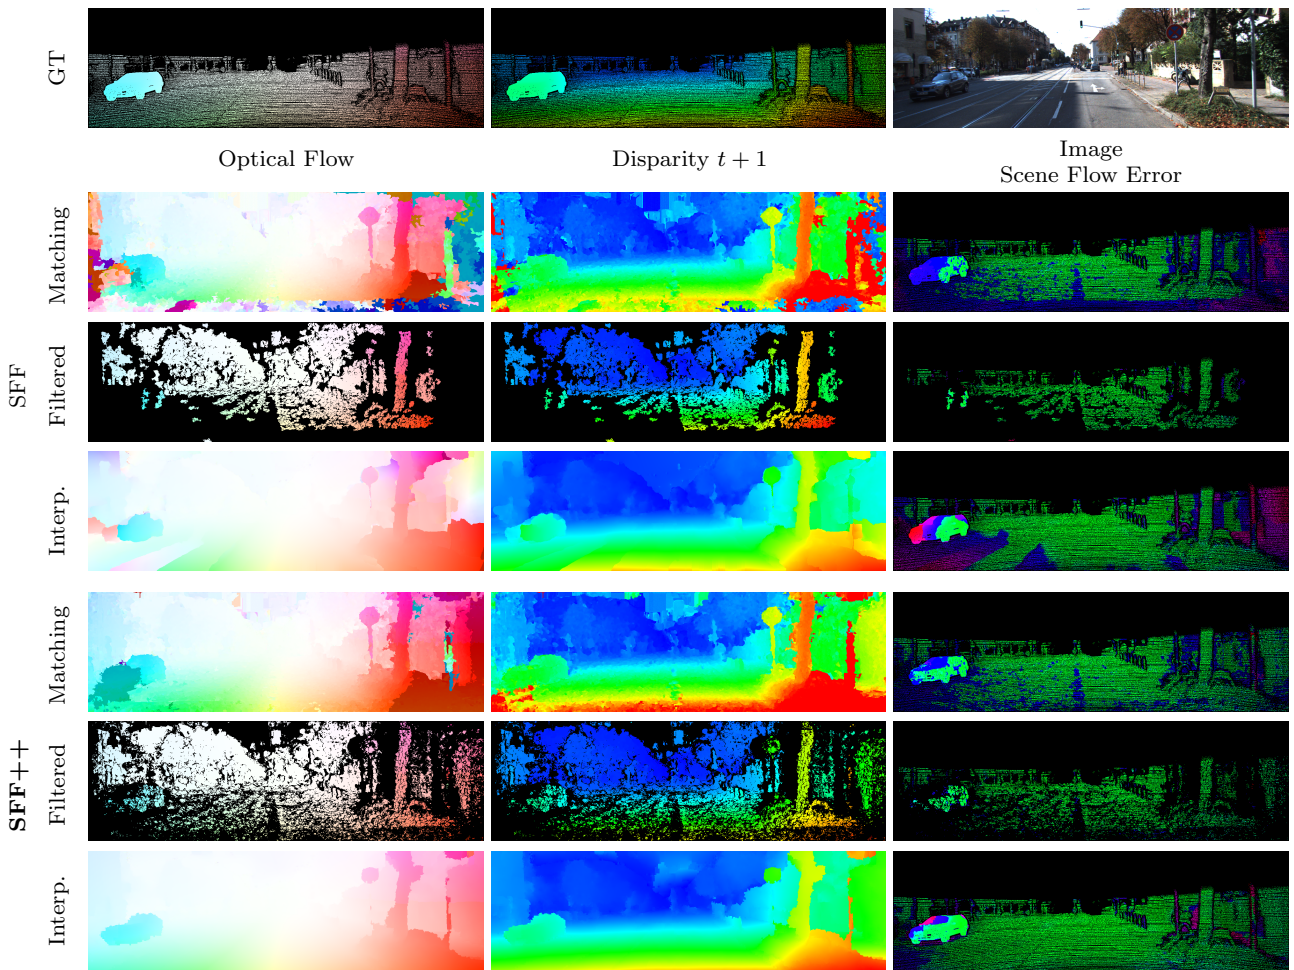 GT
Optical Flow
Disparity t + 1
Image
Scene Flow Error
SFF
Matching
Filtered
Interp.
SFF++
Matching
Filtered
Interp.